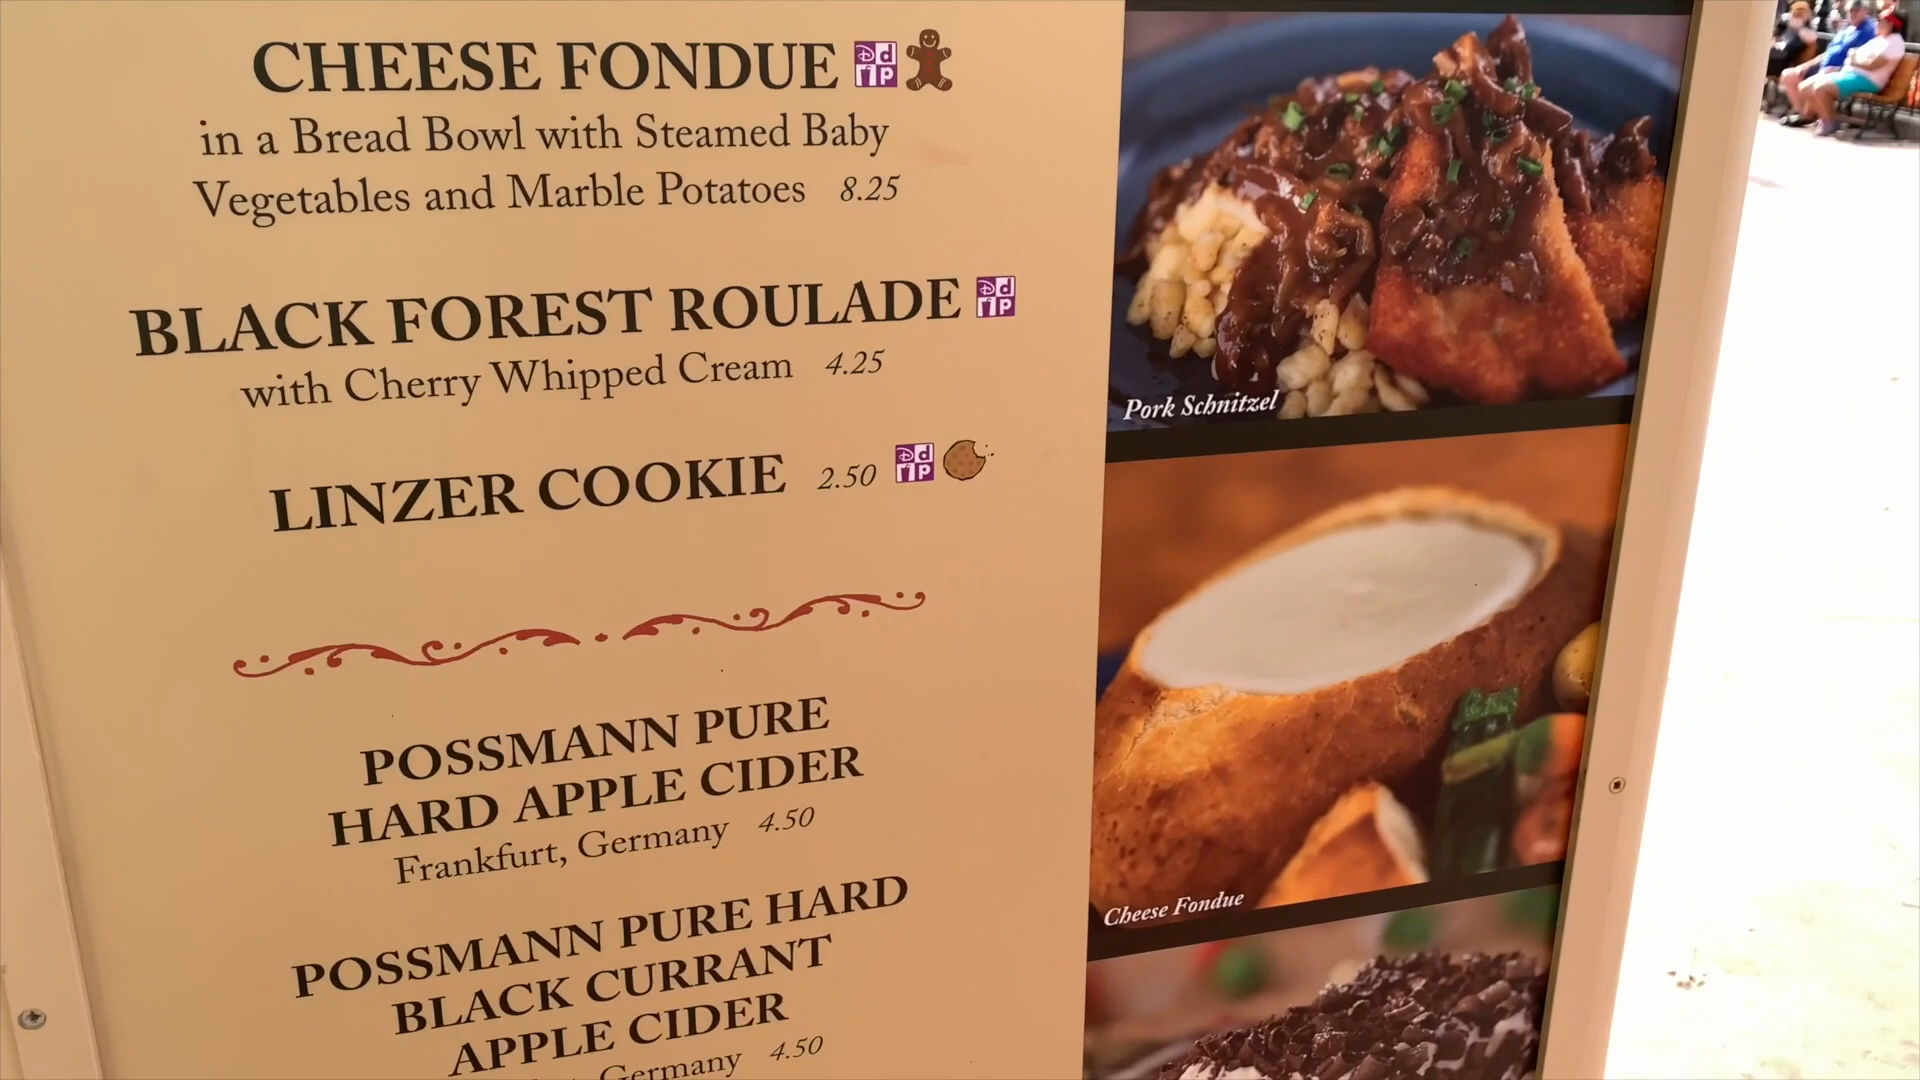 CHEESE FONDUE
in a Bread Bowl with Steamed Baby
Vegetables and Marble Potatoes 8.25
BLACK FOREST ROULADE
with Cherry Whipped Cream 4.25
LINZER COOKIE 2.50
POSSMANN PURE
HARD APPLE CIDER
Frankfurt, Germany 4.50
POSSMANN PURE HARD
BLACK CURRANT
APPLE CIDER
Germany 4.50
Pork Schnitzel
Cheese Fondue